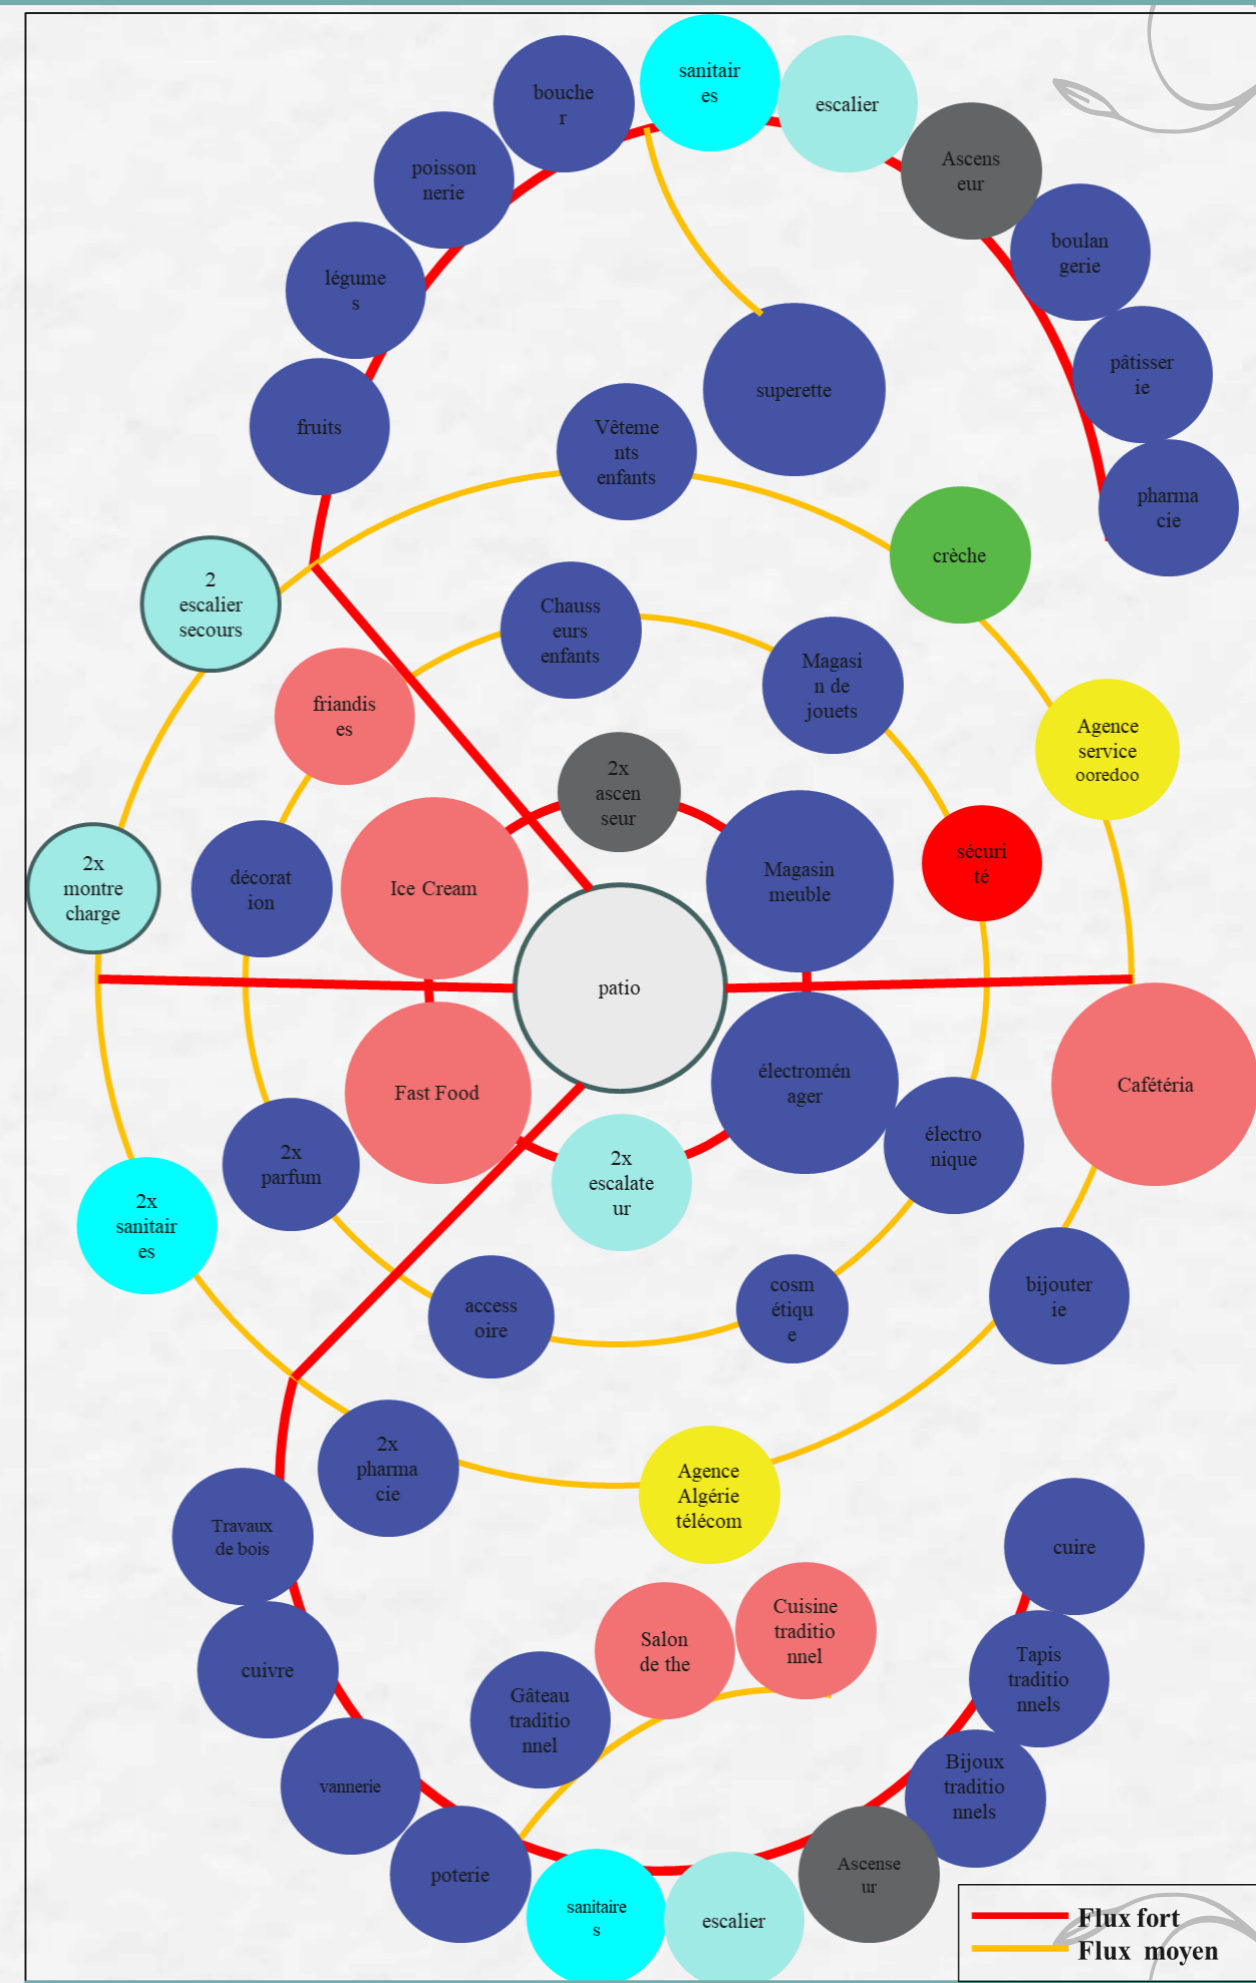 sanitair
es
bouche
r
escalier
poisson
nerie
Ascens
eur
boulan
gerie
légume
s
pâtisser
ie
superette
fruits
Vêteme
nts
enfants
pharma
cie
crèche
2
escalier
secours
Chauss
eurs
enfants
Magasi
n de
jouets
friandis
es
Agence
service
ooredoo
2x
ascen
seur
sécuri
té
2x
montre
charge
décorat
ion
Ice Cream
Magasin
meuble
patio
Fast Food
électromén
ager
Cafétéria
électro
nique
2x
parfum
2x
escalate
ur
2x
sanitair
es
access
oire
cosm
étiqu
e
bijouter
ie
2x
pharma
cie
Agence
Algérie
télécom
Travaux
de bois
cuire
Cuisine
traditio
nnel
Salon
de the
cuivre
Tapis
traditio
nnels
Gâteau
traditio
nnel
vannerie
Bijoux
traditio
nnels
poterie
Ascense
ur
sanitaire
s
escalier
Flux fort
Flux moyen